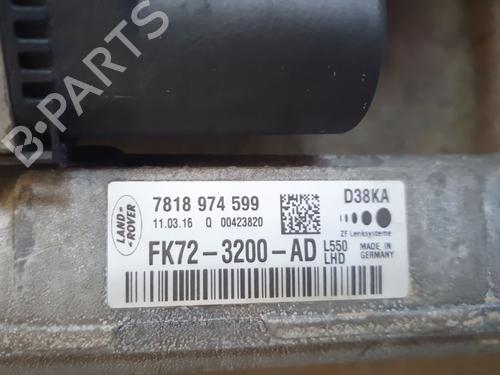 B-PARTS
LAND
ROVER
7818 974 599
11.03.16 Q 00423820
D38KA
ZF Lenksysteme
FK72-3200-AD
L550
LHD
MADE IN
GERMANY